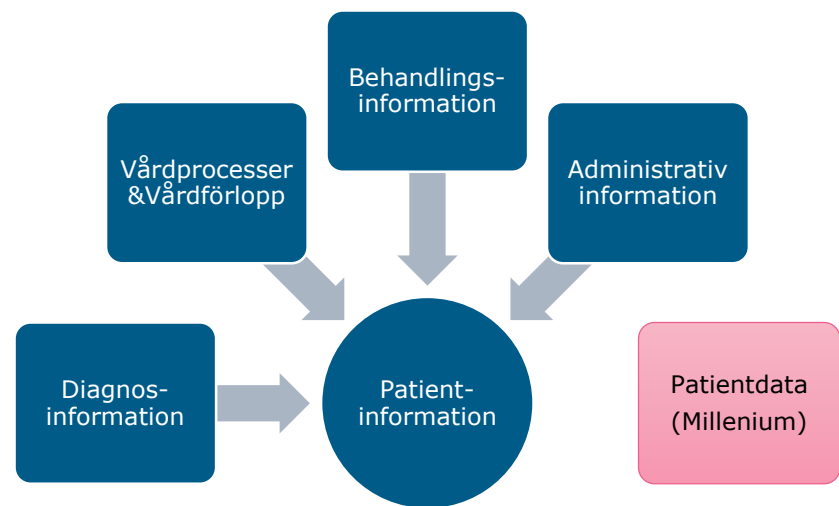 Behandlings-
information
Vårdprocesser
&Vårdförlopp
Administrativ
information
Diagnos-
information
Patient-
information
Patientdata
(Millenium)